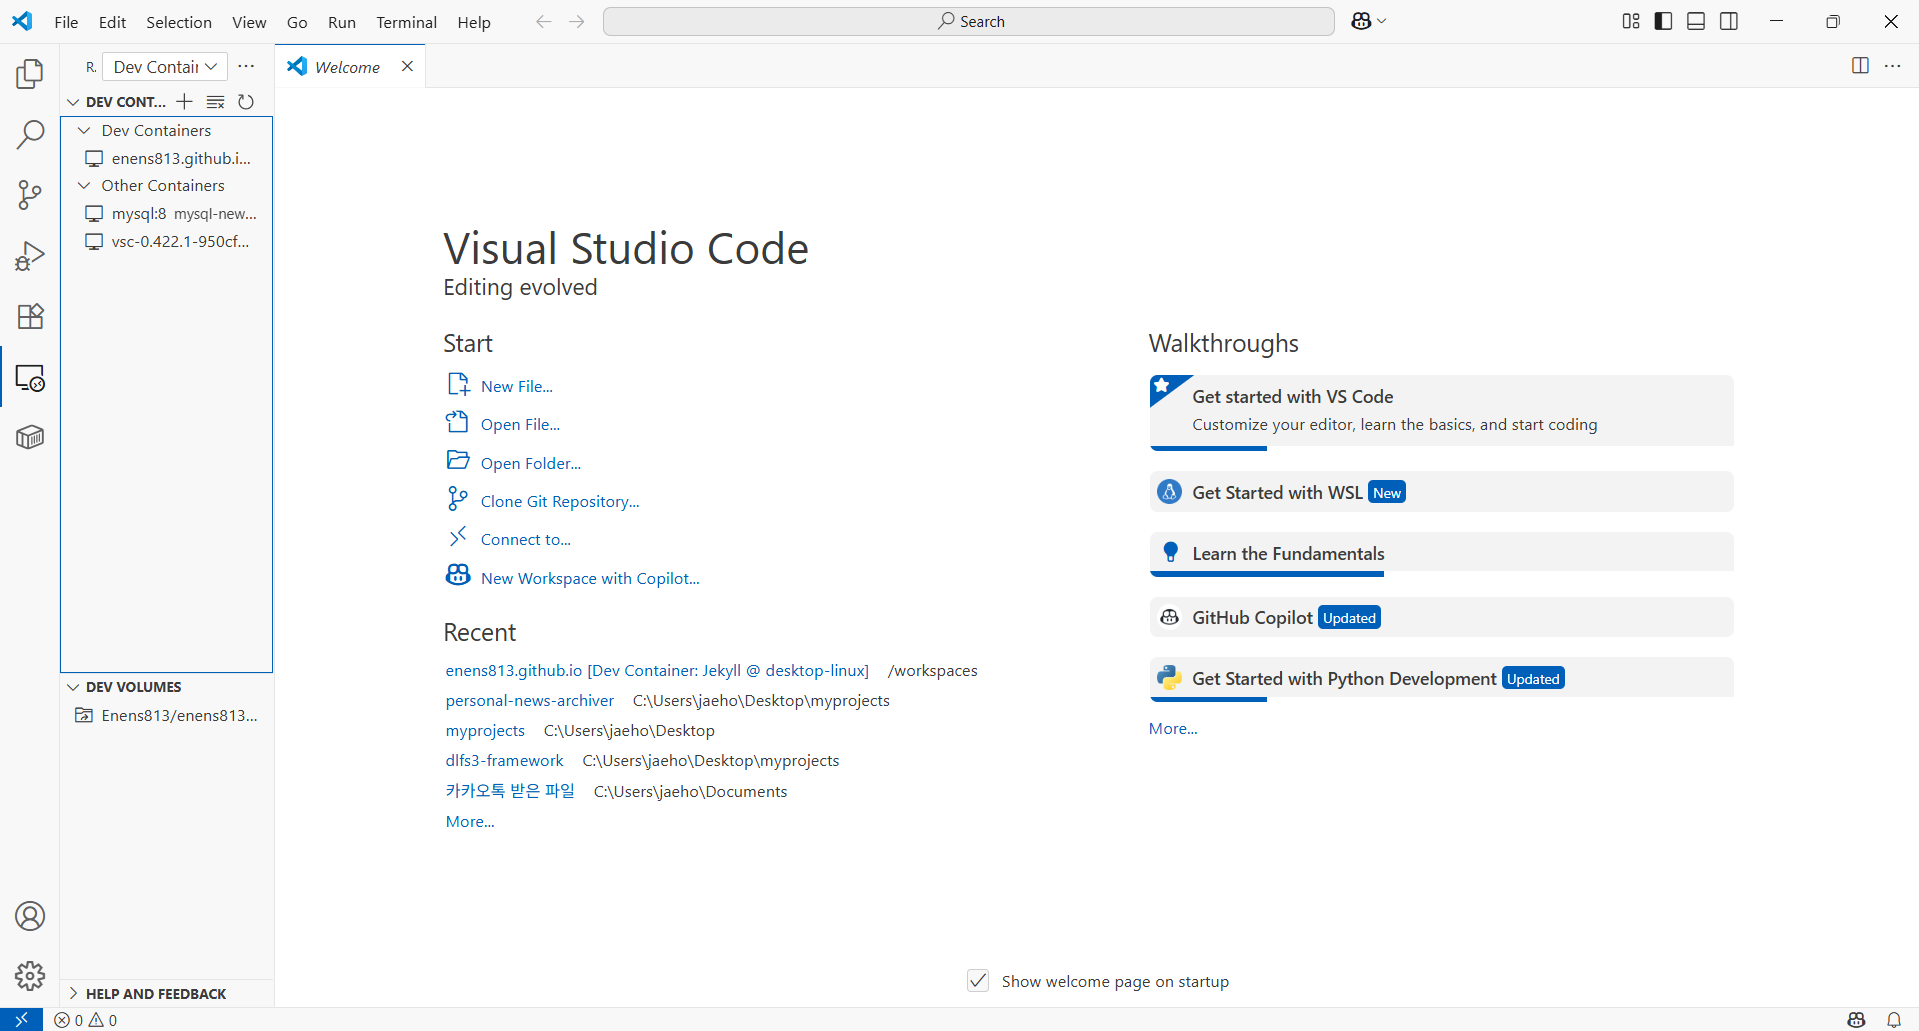 File Edit Selection View Go Run Terminal Help
Search
R. Dev Contair
Welcome
DEV CONT...
Dev Containers
enens813.github.i...
Other Containers
mysql:8 mysql-new...
vsc-0.422.1-950cf...
DEV VOLUMES
Enens813/enens813...
HELP AND FEEDBACK
Visual Studio Code
Editing evolved
Start
New File...
Open File...
Open Folder...
Clone Git Repository...
Connect to...
New Workspace with Copilot...
Recent
enens813.github.io [Dev Container: Jekyll @ desktop-linux] /workspaces
personal-news-archiver C:\Users\jaeho\Desktop\myprojects
myprojects C:\Users\jaeho\Desktop
dlfs3-framework C:\Users\jaeho\Desktop\myprojects
카카오톡 받은 파일 C:\Users\jaeho\Documents
More...
Walkthroughs
Get started with VS Code
Customize your editor, learn the basics, and start coding
Get Started with WSL New
Learn the Fundamentals
GitHub Copilot Updated
Get Started with Python Development Updated
More...
Show welcome page on startup
0 0